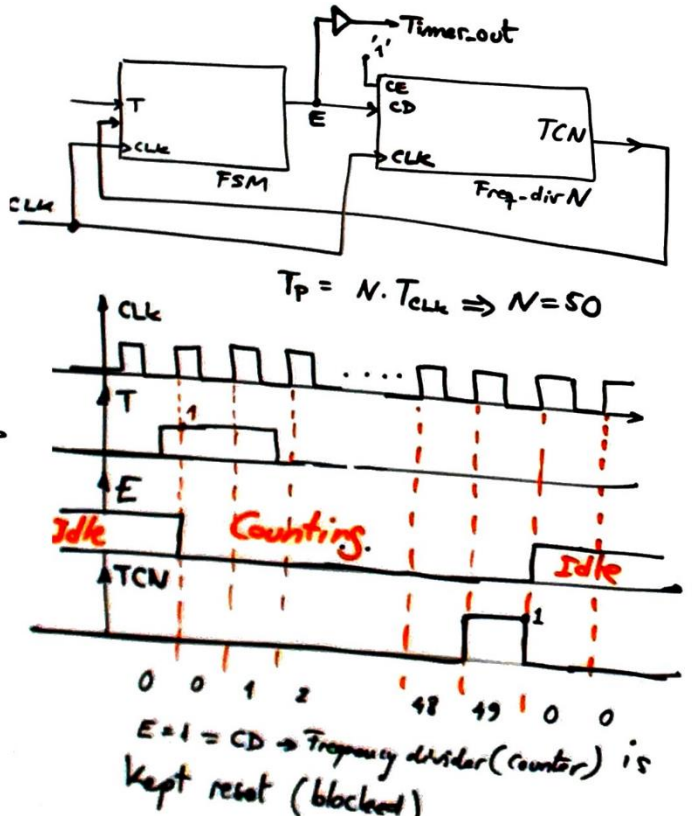 Timer_out
'1'
T
CE
E
CD
TCN
CLK
CLK
FSM
Freq-div N
CLK
Tp = N. TCLK ⇒ N=50
CLK
....
T
1
E
Idle
Counting.
Idle
TCN
1
0 0 1 2 48 49 0 0
E=1=CD → Frequency divider (counter) is
Kept reset (blocked)